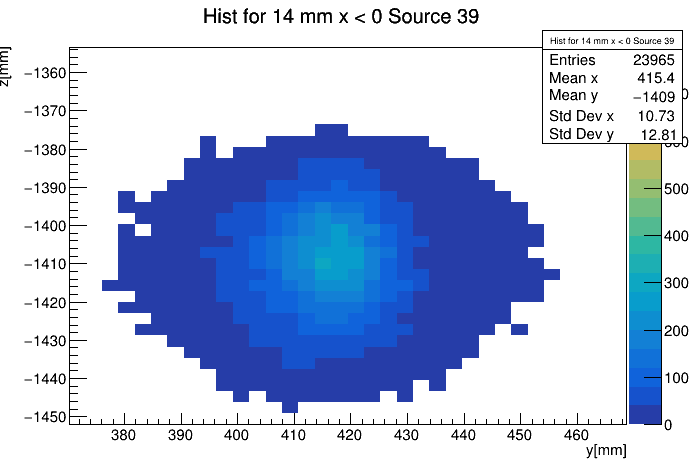 Hist for 14 mm x < 0 Source 39
z[mm]
Hist for 14 mm x < 0 Source 39
Entries 23965
Mean x 415.4
Mean y −1409
Std Dev x 10.73
Std Dev y 12.81
−1360
−1370
−1380
−1390
−1400
−1410
−1420
−1430
−1440
−1450
380 390 400 410 420 430 440 450 460
y[mm]
500
400
300
200
100
0